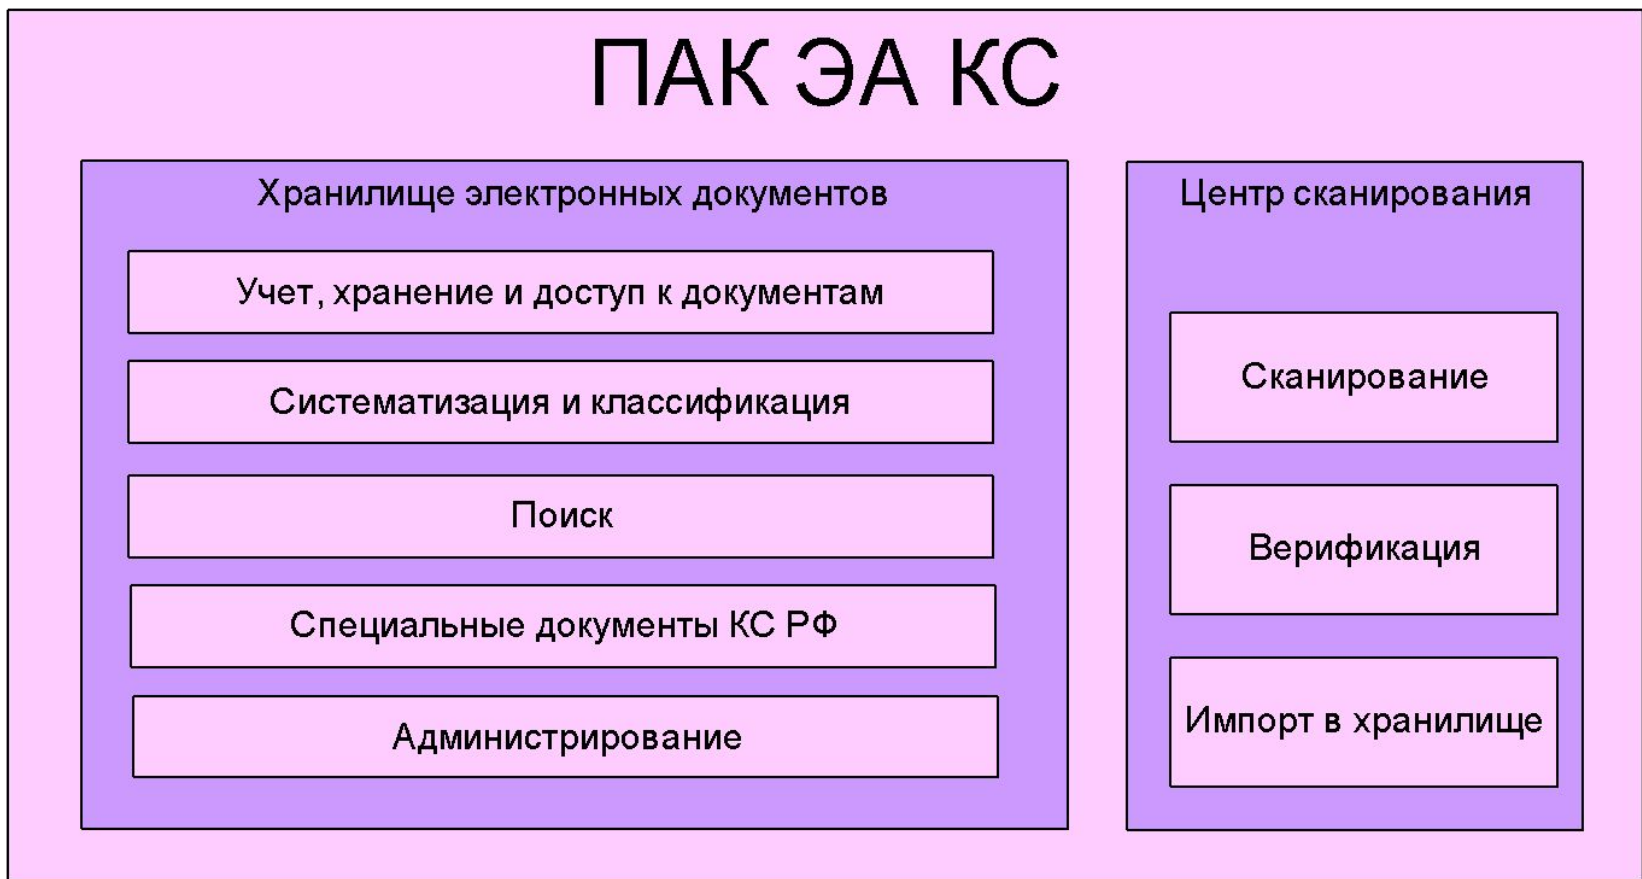 ПАК ЭА КС
Хранилище электронных документов
Учет, хранение и доступ к документам
Систематизация и классификация
Поиск
Специальные документы КС РФ
Администрирование
Центр сканирования
Сканирование
Верификация
Импорт в хранилище